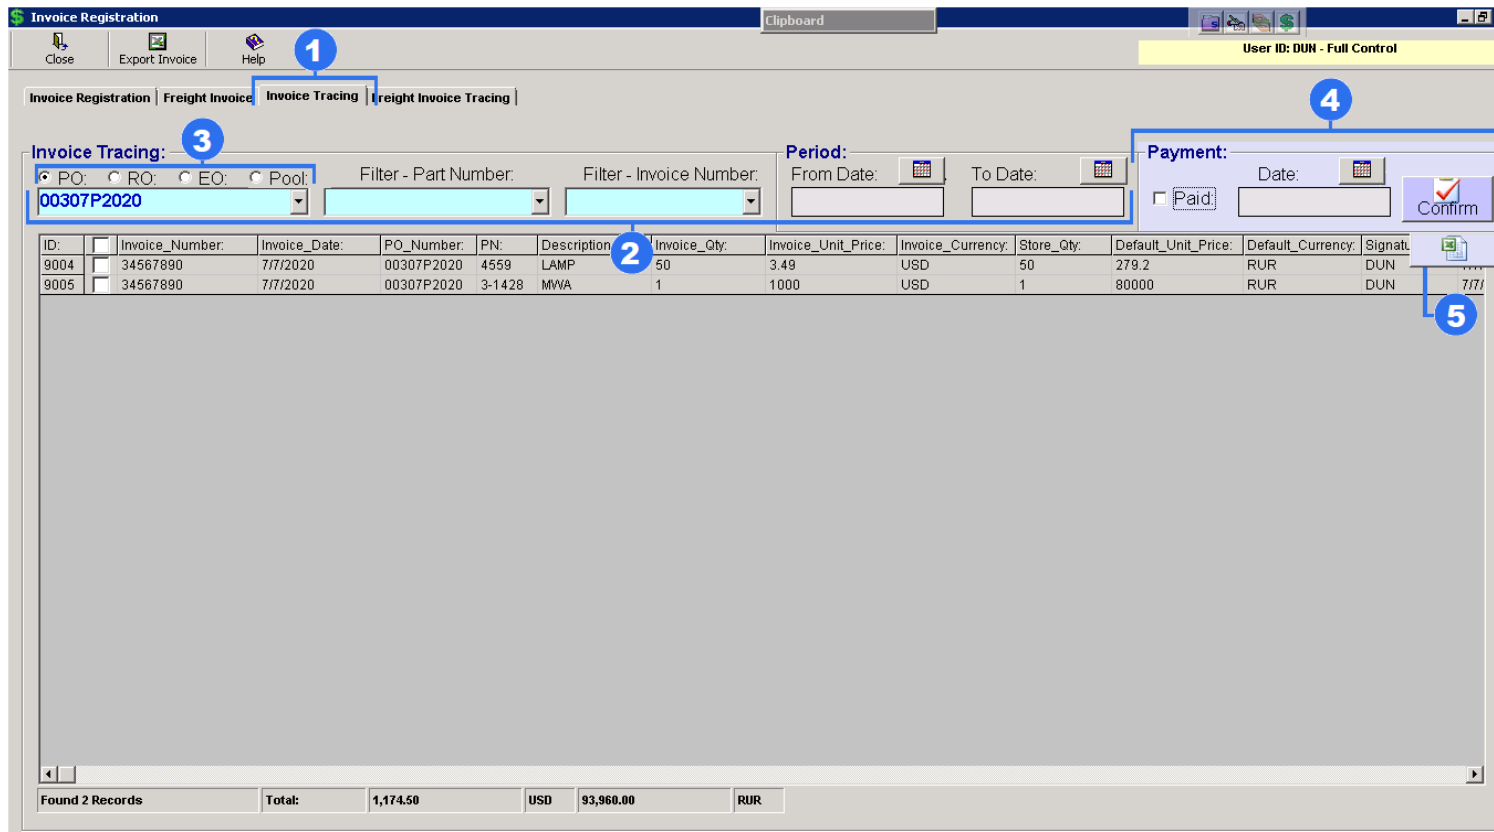 Invoice Registration
Clipboard
Close
Export Invoice
Help
1
User ID: DUN - Full Control
Invoice Registration
Freight Invoice
Invoice Tracing
Freight Invoice Tracing
4
3
Invoice Tracing:
Period:
Payment:
PO: RO: EO: Pool:
Filter - Part Number:
Filter - Invoice Number:
From Date:
To Date:
Date:
00307P2020
Paid:
Confirm
ID: Invoice_Number: Invoice_Date: PO_Number: PN: Description Invoice_Qty: Invoice_Unit_Price: Invoice_Currency: Store_Qty: Default_Unit_Price: Default_Currency: Signatu
2
9004 34567890 7/7/2020 00307P2020 4559 LAMP 50 3.49 USD 50 279.2 RUR DUN
9005 34567890 7/7/2020 00307P2020 3-1428 MWA 1 1000 USD 1 80000 RUR DUN 7/7/
5
Found 2 Records Total: 1,174.50 USD 93,960.00 RUR